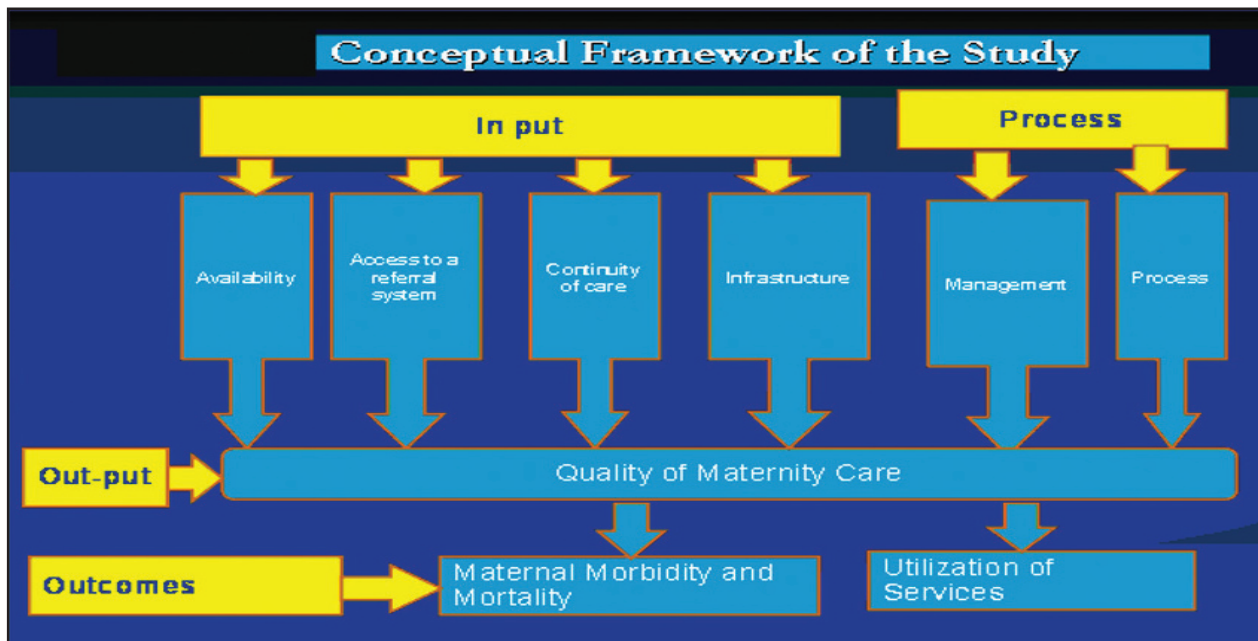 Conceptual Framework of the Study
In put
Process
Availability
Access to a
referral
system
Continuity
of care
Infrastructure
Management
Process
Out-put
Quality of Maternity Care
Outcomes
Maternal Morbidity and
Mortality
Utilization of
Services